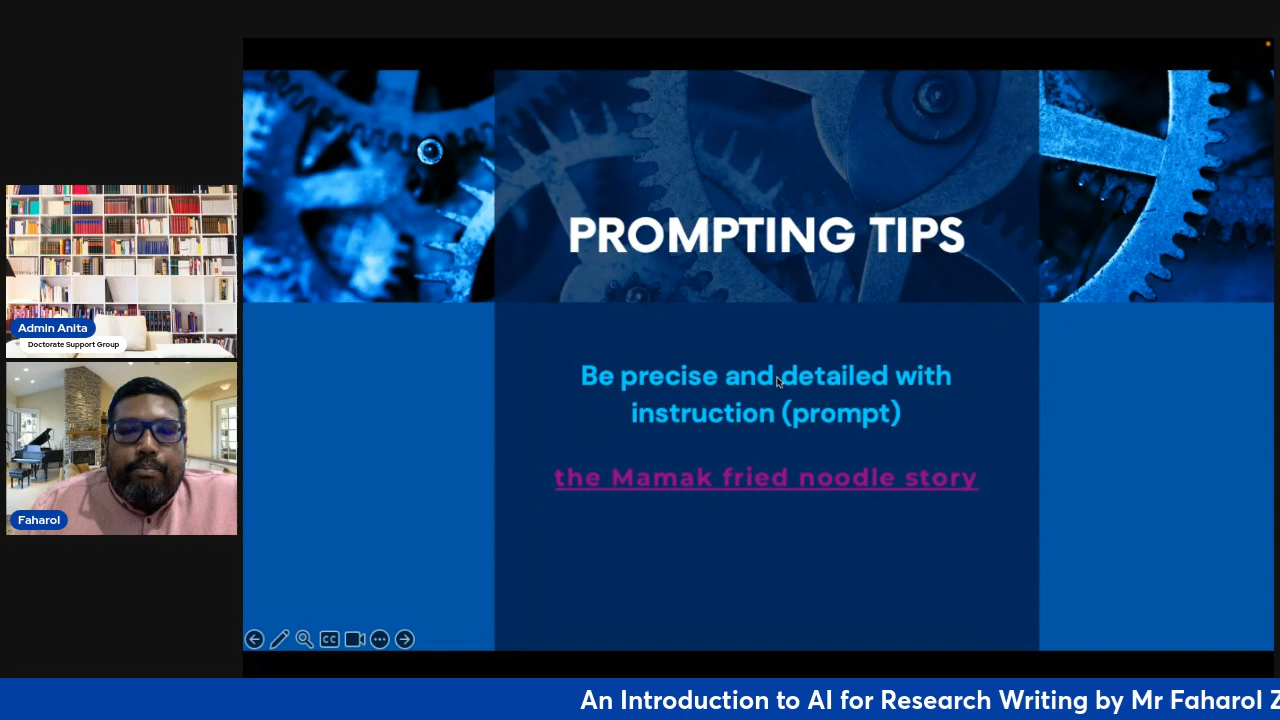 PROMPTING TIPS
Be precise and detailed with
instruction (prompt)
the Mamak fried noodle story
Admin Anita
Doctorate Support Group
Faharol
CC
An Introduction to AI for Research Writing by Mr Faharol Z